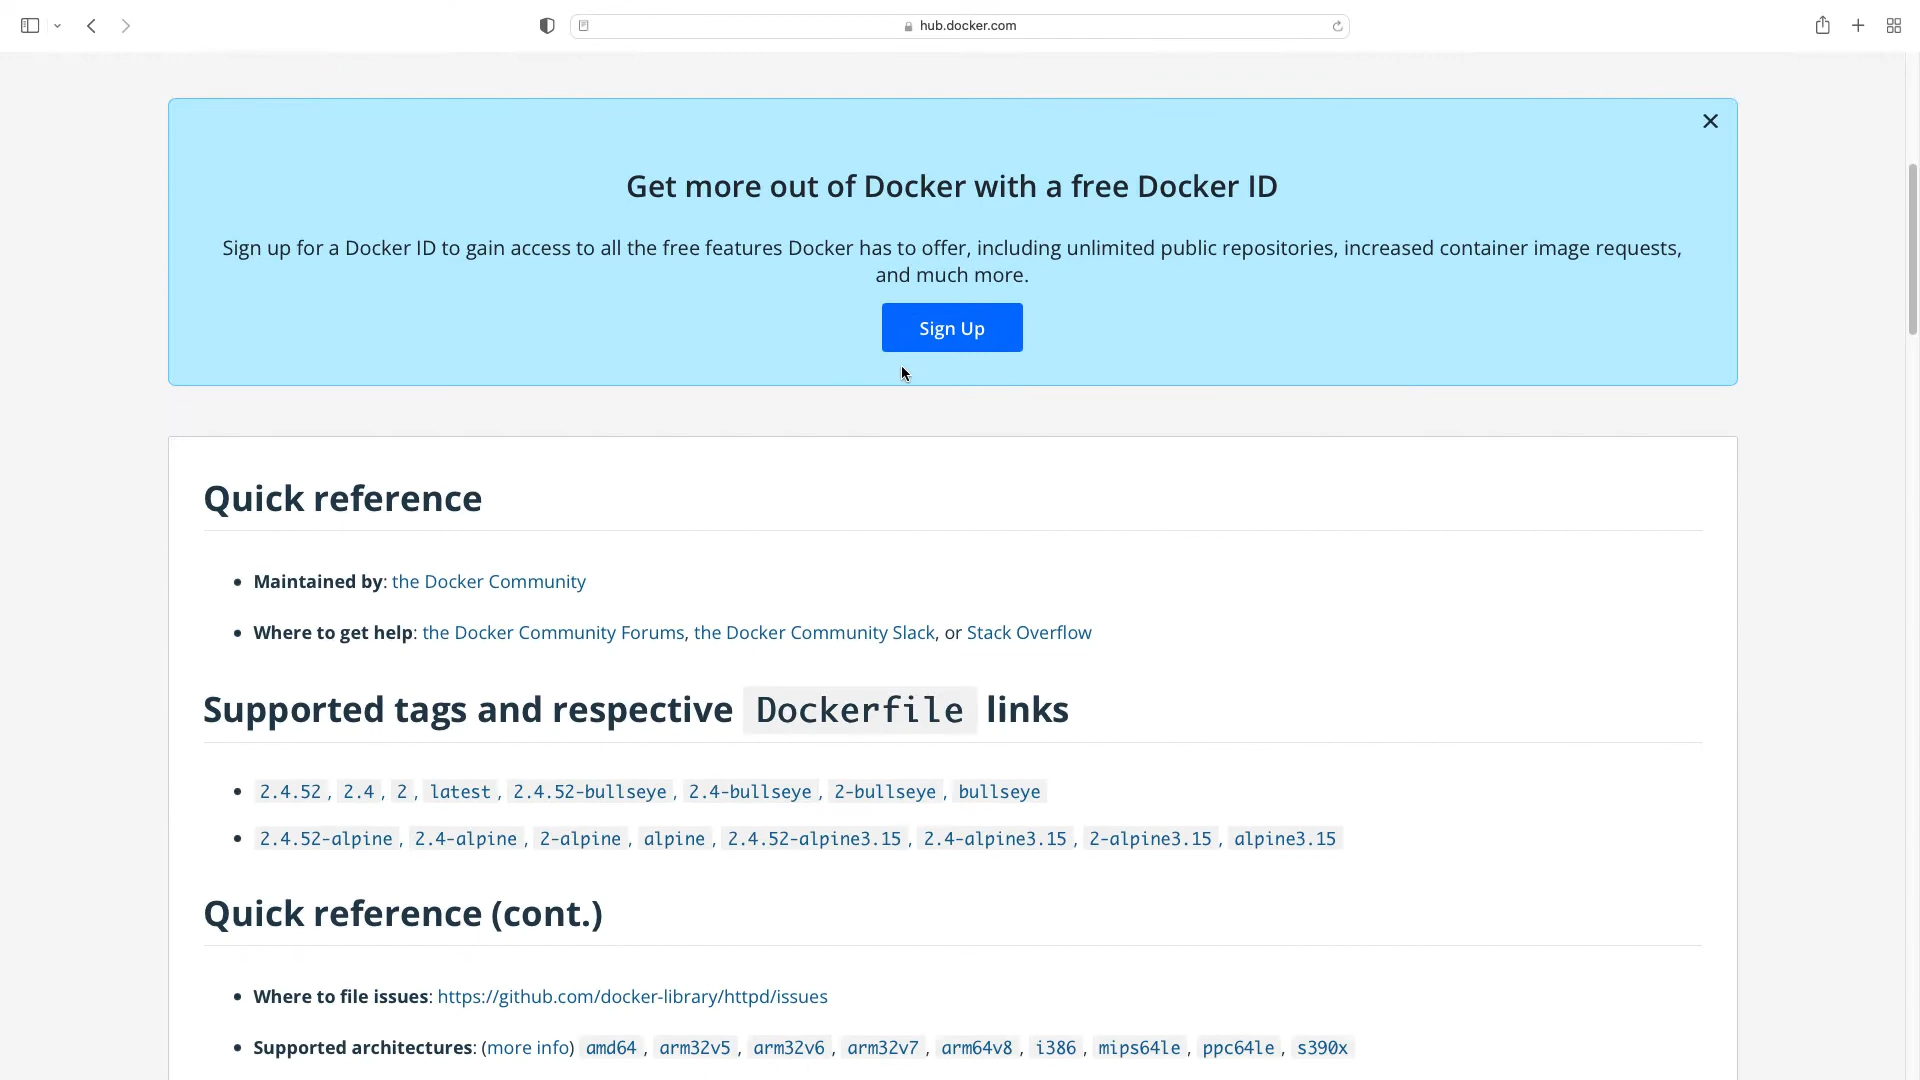 hub.docker.com
Get more out of Docker with a free Docker ID
Sign up for a Docker ID to gain access to all the free features Docker has to offer, including unlimited public repositories, increased container image requests,
and much more.
Sign Up
Quick reference
Maintained by: the Docker Community
Where to get help: the Docker Community Forums, the Docker Community Slack, or Stack Overflow
Supported tags and respective Dockerfile links
2.4.52, 2.4, 2, latest, 2.4.52-bullseye, 2.4-bullseye, 2-bullseye, bullseye
2.4.52-alpine, 2.4-alpine, 2-alpine, alpine, 2.4.52-alpine3.15, 2.4-alpine3.15, 2-alpine3.15, alpine3.15
Quick reference (cont.)
Where to file issues: https://github.com/docker-library/httpd/issues
Supported architectures: (more info) amd64, arm32v5, arm32v6, arm32v7, arm64v8, i386, mips64le, ppc64le, s390x